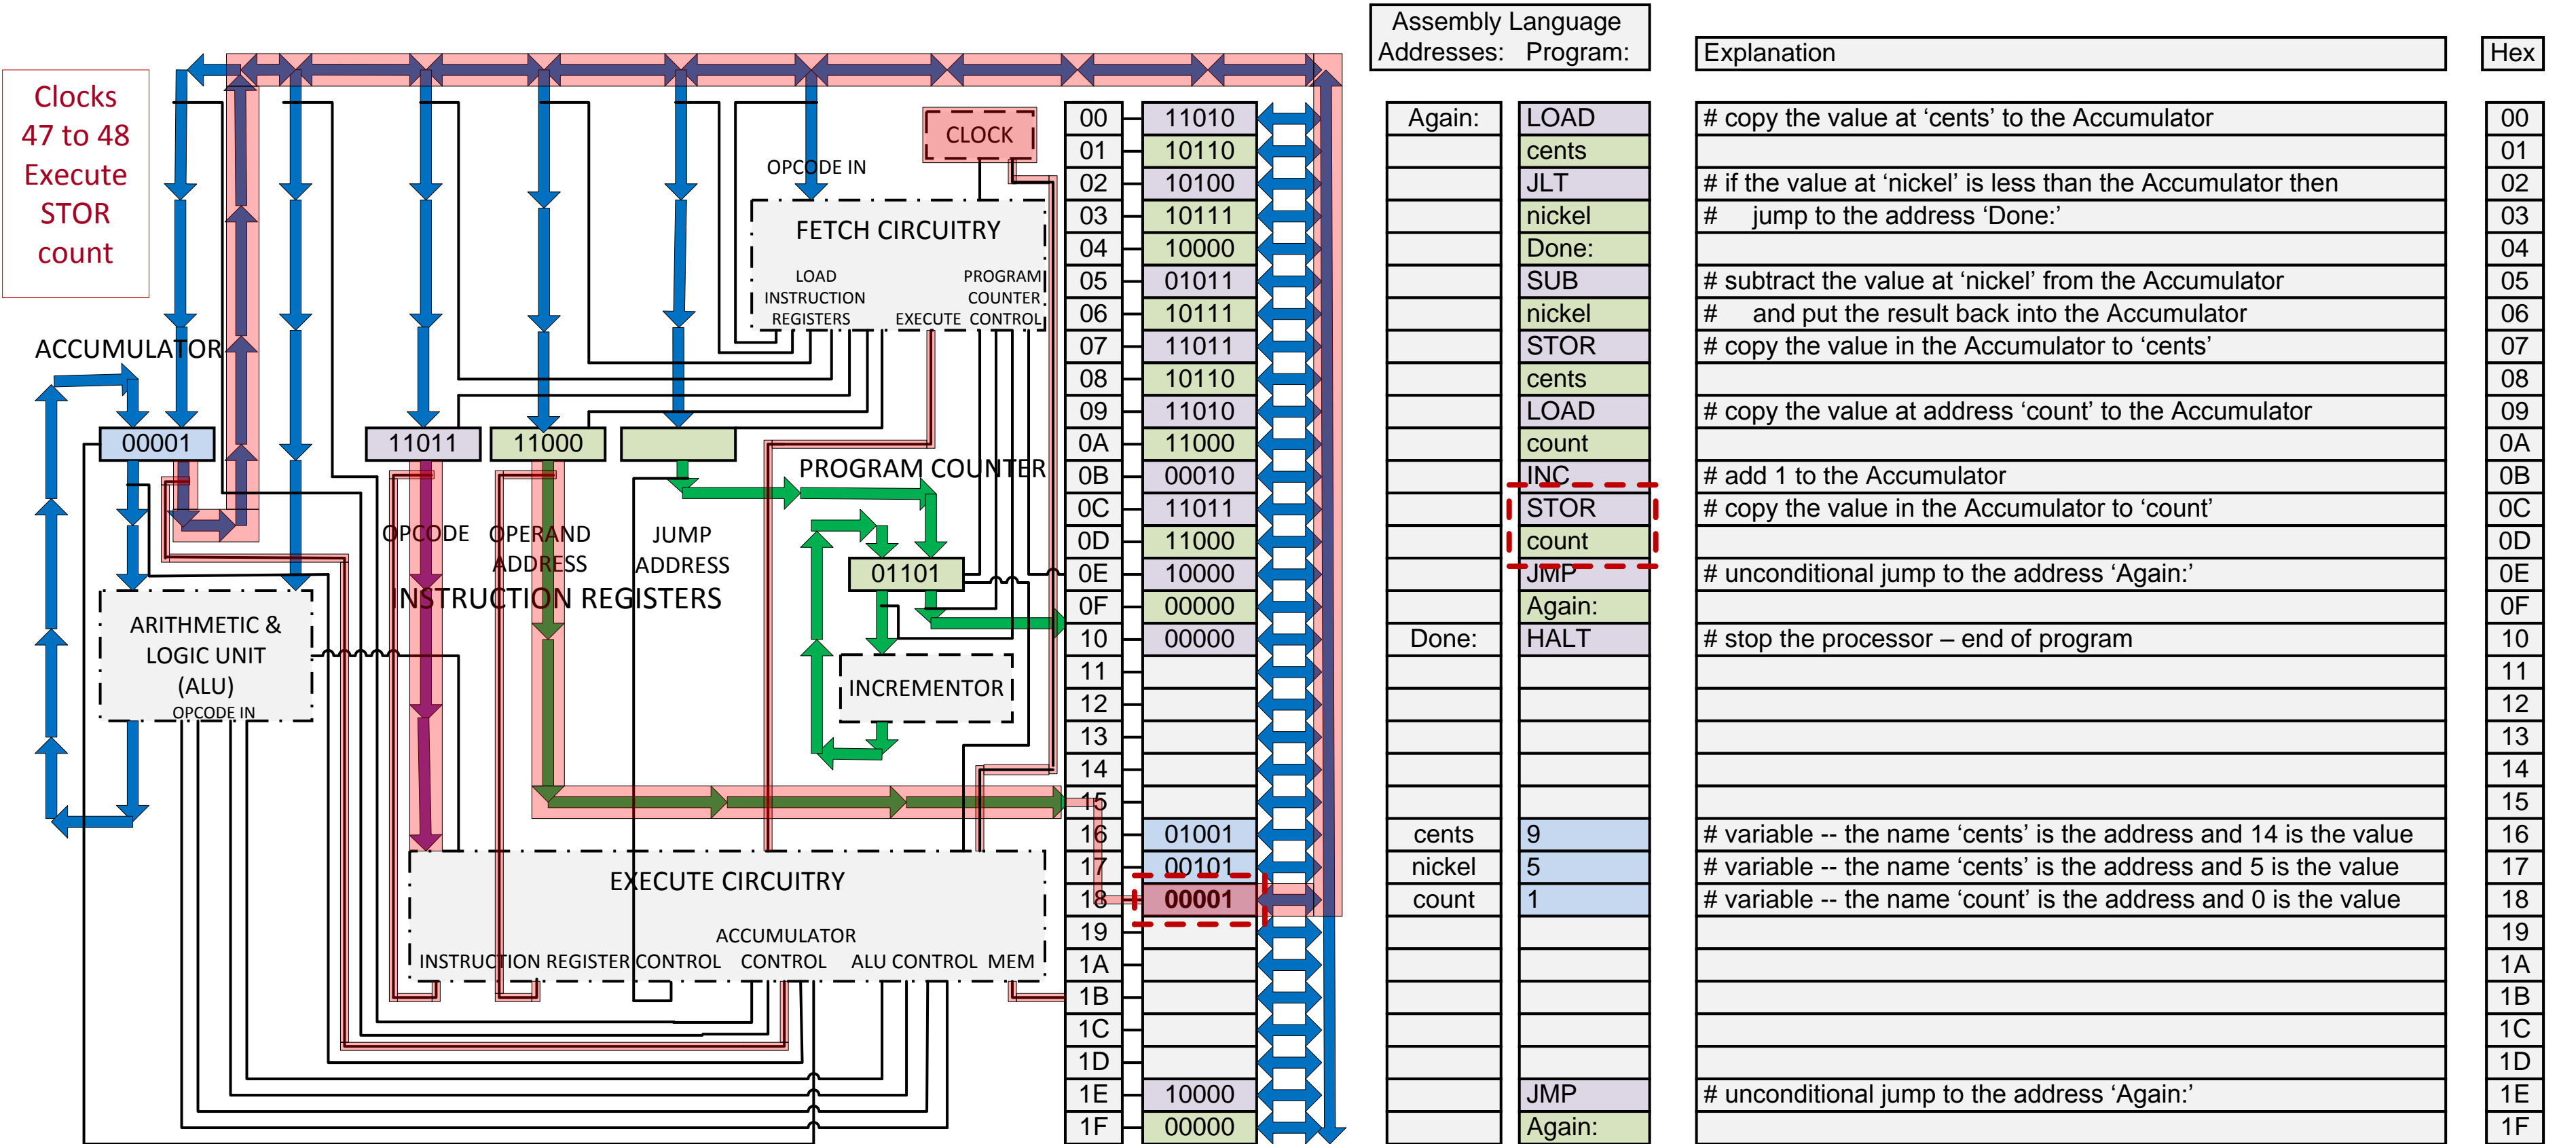 Assembly Language
Addresses: Program:
Explanation
Hex
Clocks
47 to 48
Execute
STOR
count
CLOCK
OPCODE IN
FETCH CIRCUITRY
LOAD
INSTRUCTION
REGISTERS
EXECUTE
PROGRAM
COUNTER
CONTROL
ACCUMULATOR
00001
11011
11000
PROGRAM COUNTER
OPCODE
OPERAND
ADDRESS
JUMP
ADDRESS
INSTRUCTION REGISTERS
01101
INCREMENTOR
ARITHMETIC &
LOGIC UNIT
(ALU)
OPCODE IN
EXECUTE CIRCUITRY
INSTRUCTION REGISTER CONTROL
ACCUMULATOR
CONTROL
ALU CONTROL
MEM
00 11010 Again: LOAD # copy the value at ‘cents’ to the Accumulator 00
01 10110 cents 01
02 10100 JLT # if the value at ‘nickel’ is less than the Accumulator then 02
03 10111 nickel # jump to the address ‘Done:’ 03
04 10000 Done: 04
05 01011 SUB # subtract the value at ‘nickel’ from the Accumulator 05
06 10111 nickel # and put the result back into the Accumulator 06
07 11011 STOR # copy the value in the Accumulator to ‘cents’ 07
08 10110 cents 08
09 11010 LOAD # copy the value at address ‘count’ to the Accumulator 09
0A 11000 count 0A
0B 00010 INC # add 1 to the Accumulator 0B
0C 11011 STOR # copy the value in the Accumulator to ‘count’ 0C
0D 11000 count 0D
0E 10000 JMP # unconditional jump to the address ‘Again:’ 0E
0F 00000 Again: 0F
10 00000 Done: HALT # stop the processor – end of program 10
11 11
12 12
13 13
14 14
15 15
16 01001 cents 9 # variable -- the name ‘cents’ is the address and 14 is the value 16
17 00101 nickel 5 # variable -- the name ‘cents’ is the address and 5 is the value 17
18 00001 count 1 # variable -- the name ‘count’ is the address and 0 is the value 18
19 19
1A 1A
1B 1B
1C 1C
1D 1D
1E 10000 JMP # unconditional jump to the address ‘Again:’ 1E
1F 00000 Again: 1F